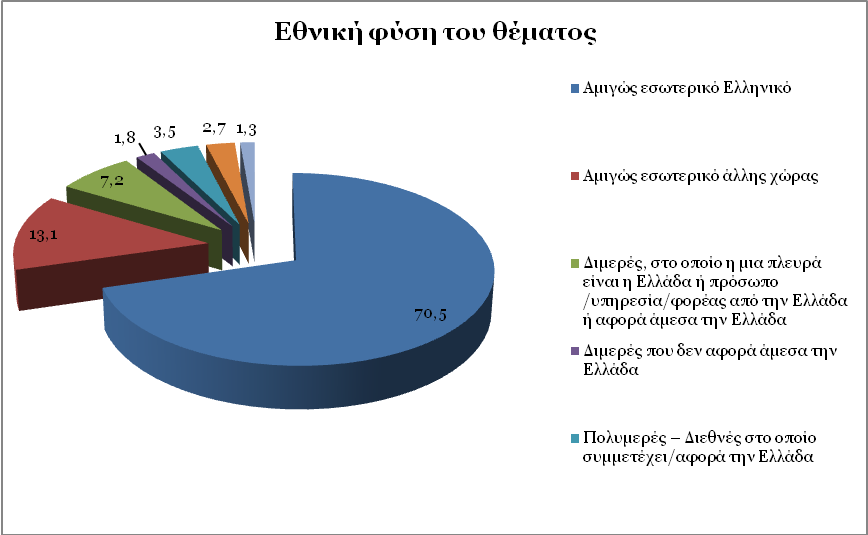 Εθνική φύση του θέματος
Αμιγώς εσωτερικό Ελληνικό
Αμιγώς εσωτερικό άλλης χώρας
Διμερές, στο οποίο η μια πλευρά
είναι η Ελλάδα ή πρόσωπο
/υπηρεσία/φορέας από την Ελλάδα
ή αφορά άμεσα την Ελλάδα
Διμερές που δεν αφορά άμεσα την
Ελλάδα
Πολυμερές – Διεθνές στο οποίο
συμμετέχει/αφορά την Ελλάδα
70,5
13,1
7,2
1,8
3,5
2,7
1,3